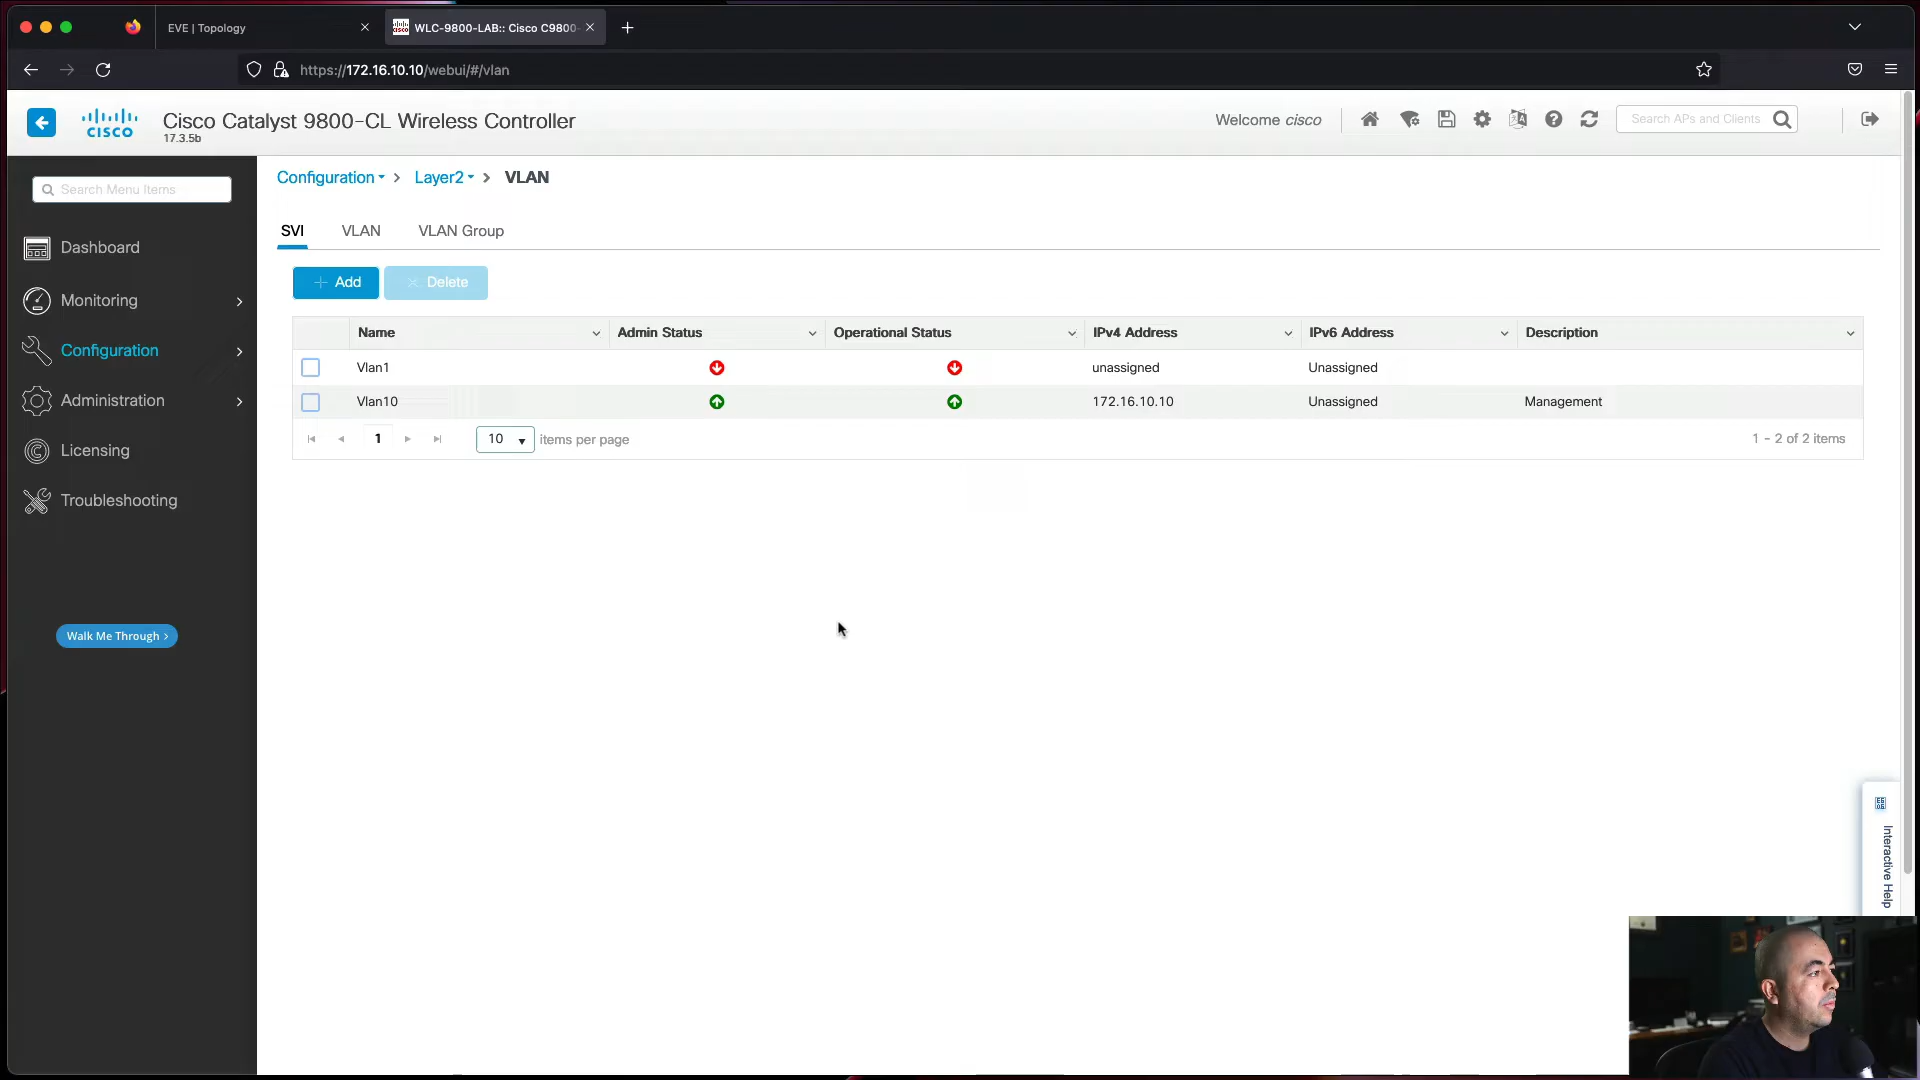 EVE | Topology
WLC-9800-LAB:: Cisco C9800-
https://172.16.10.10/webui/#/vlan
CISCO
Cisco Catalyst 9800-CL Wireless Controller
17.3.5b
Welcome cisco
Search APs and Clients
Search Menu Items
Dashboard
Monitoring
Configuration
Administration
Licensing
Troubleshooting
Walk Me Through >
Configuration > Layer2 > VLAN
SVI VLAN VLAN Group
+ Add × Delete
Name Admin Status Operational Status IPv4 Address IPv6 Address Description
Vlan1 unassigned Unassigned
Vlan10 172.16.10.10 Unassigned Management
1 10 items per page 1 - 2 of 2 items
Interactive Help